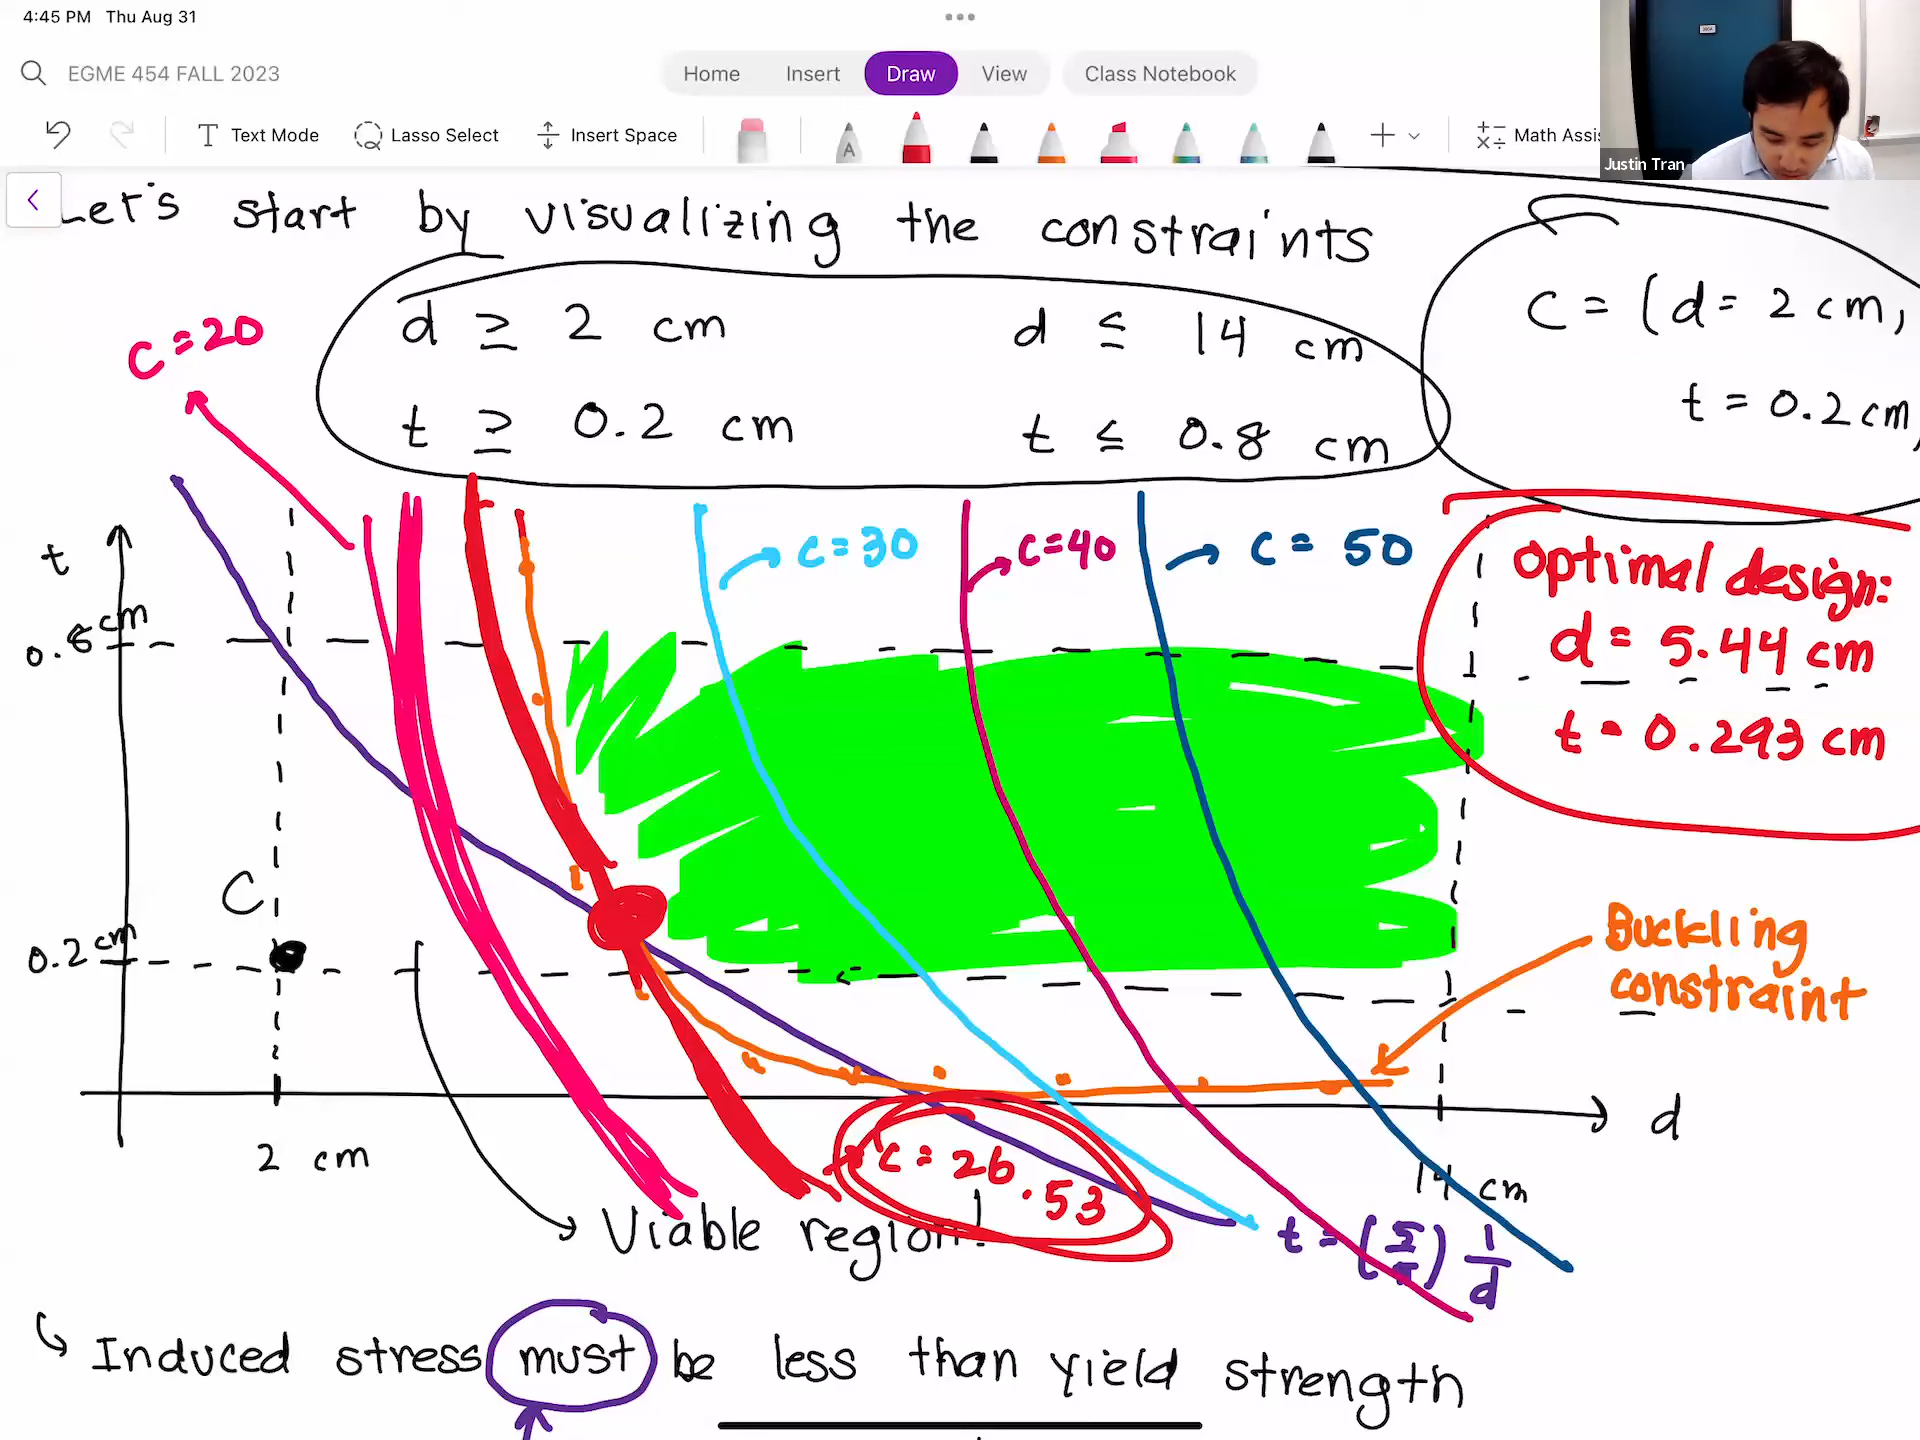 4:45 PM Thu Aug 31
EGME 454 FALL 2023
Home Insert Draw View Class Notebook
Text Mode Lasso Select Insert Space
A
Math Assis
Justin Tran
Let's start by visualizing the constraints
d ≥ 2 cm d ≤ 14 cm
t ≥ 0.2 cm t ≤ 0.8 cm
C = (d = 2 cm,
t = 0.2 cm,
C=20
C=30
C=40
C= 50
Optimal design:
d = 5.44 cm
t = 0.293 cm
t
0.8 cm
C
0.2 cm
Buckling
constraint
d
2 cm
14 cm
C = 26.53
Viable region!
t = (5/π) 1/d
Induced stress must be less than yield strength